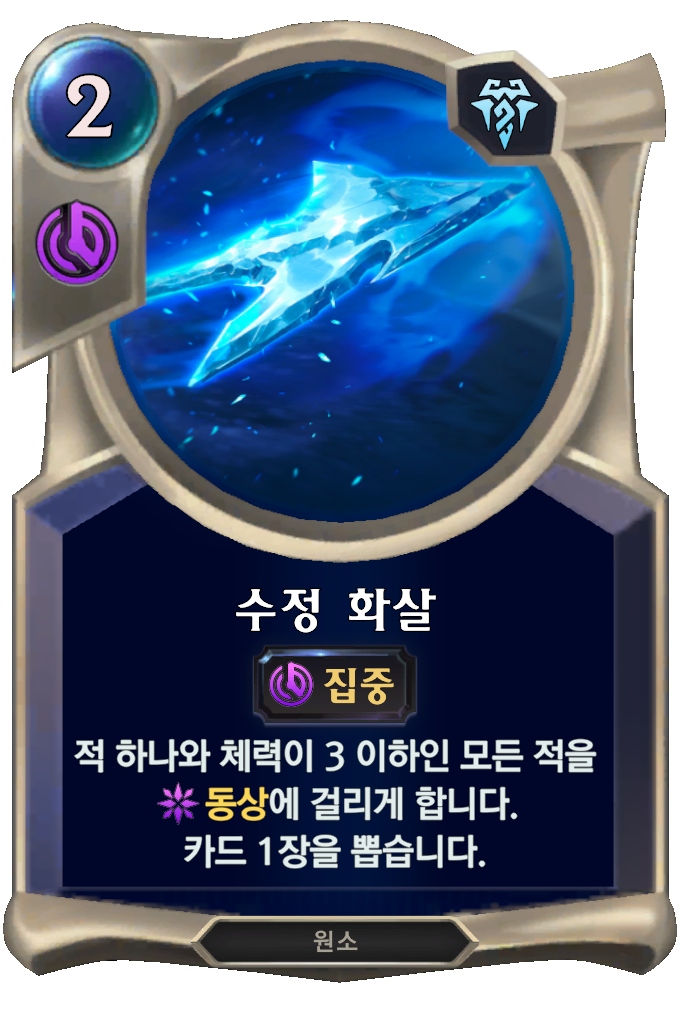 2
수정 화살
집중
적 하나와 체력이 3 이하인 모든 적을
동상에 걸리게 합니다.
카드 1장을 뽑습니다.
원소